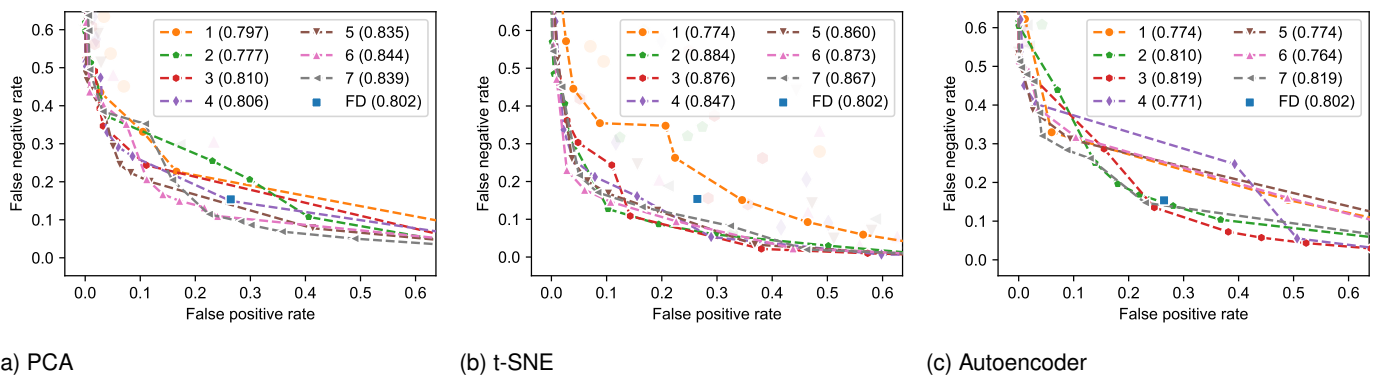 1 (0.797)
2 (0.777)
3 (0.810)
4 (0.806)
5 (0.835)
6 (0.844)
7 (0.839)
FD (0.802)
False negative rate
0.6
0.5
0.4
0.3
0.2
0.1
0.0
0.0 0.1 0.2 0.3 0.4 0.5 0.6
False positive rate
a) PCA
1 (0.774)
2 (0.884)
3 (0.876)
4 (0.847)
5 (0.860)
6 (0.873)
7 (0.867)
FD (0.802)
False negative rate
0.6
0.5
0.4
0.3
0.2
0.1
0.0
0.0 0.1 0.2 0.3 0.4 0.5 0.6
False positive rate
(b) t-SNE
1 (0.774)
2 (0.810)
3 (0.819)
4 (0.771)
5 (0.774)
6 (0.764)
7 (0.819)
FD (0.802)
False negative rate
0.6
0.5
0.4
0.3
0.2
0.1
0.0
0.0 0.1 0.2 0.3 0.4 0.5 0.6
False positive rate
(c) Autoencoder